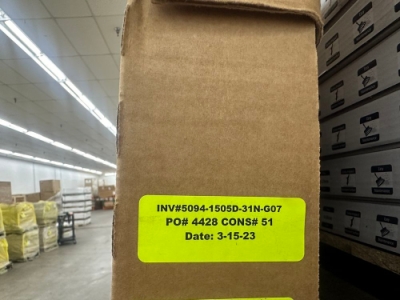 INV#5094-1505D-31N-G07
PO# 4428 CONS# 51
Date: 3-15-23